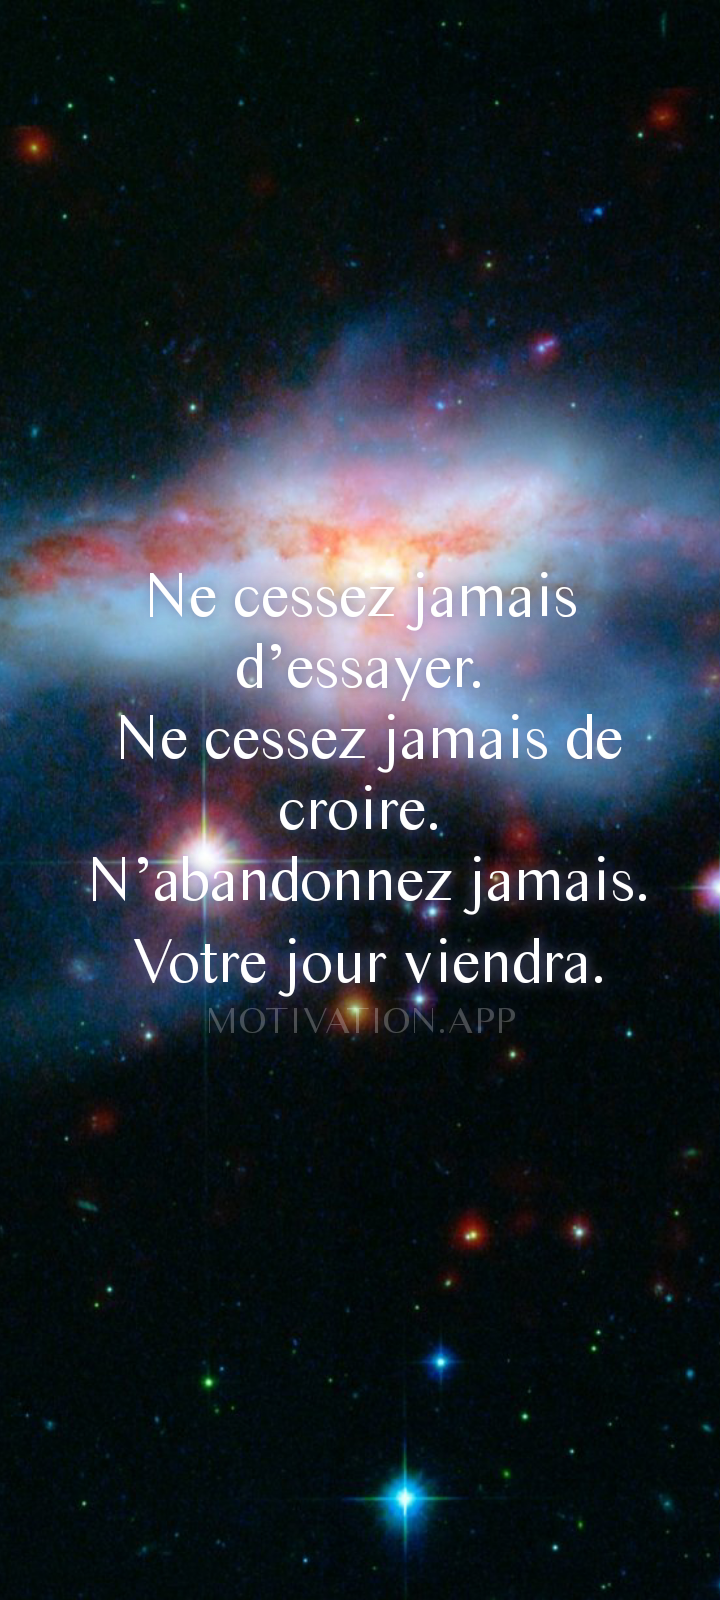 Ne cessez jamais
d’essayer.
Ne cessez jamais de
croire.
N’abandonnez jamais.
Votre jour viendra.
MOTIVATION.APP